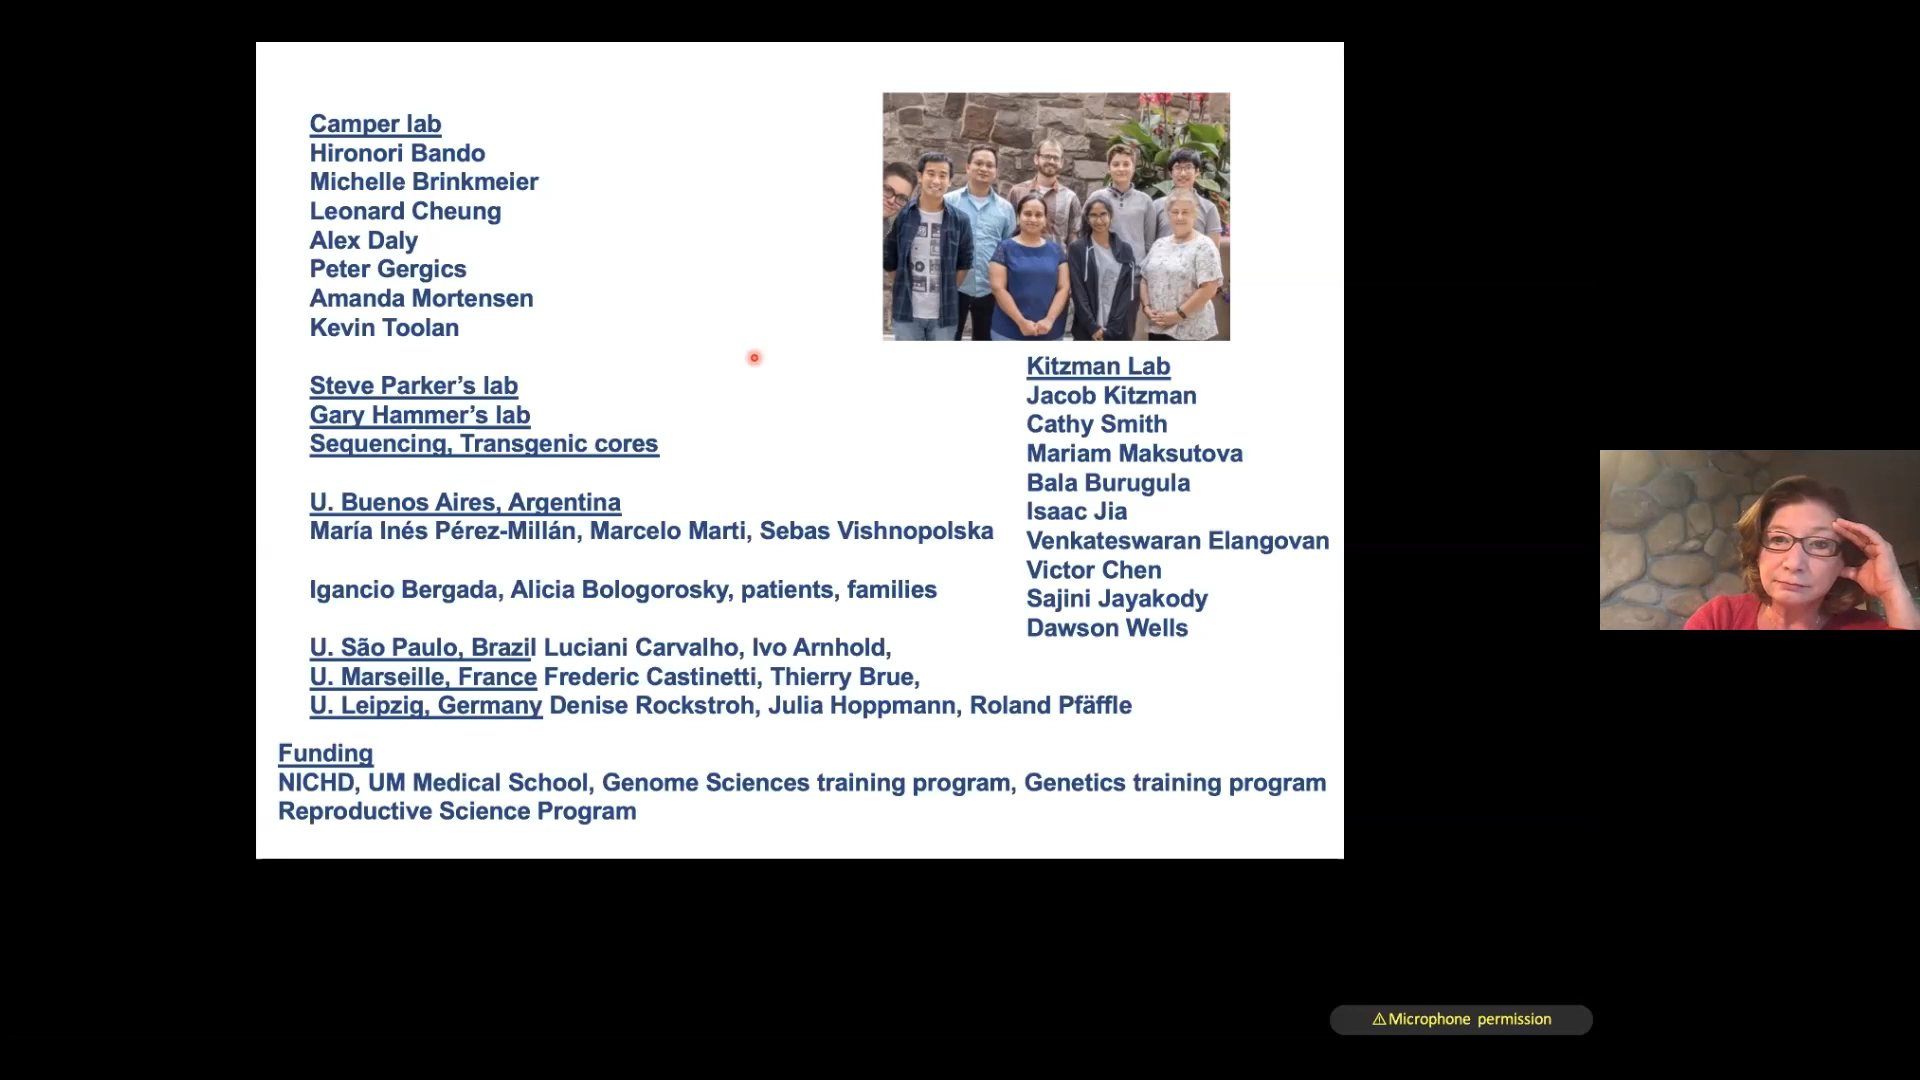 Camper lab
Hironori Bando
Michelle Brinkmeier
Leonard Cheung
Alex Daly
Peter Gergics
Amanda Mortensen
Kevin Toolan
Steve Parker’s lab
Gary Hammer’s lab
Sequencing, Transgenic cores
U. Buenos Aires, Argentina
María Inés Pérez-Millán, Marcelo Marti, Sebas Vishnopolska
Igancio Bergada, Alicia Bologorosky, patients, families
U. São Paulo, Brazil Luciani Carvalho, Ivo Arnhold,
U. Marseille, France Frederic Castinetti, Thierry Brue,
U. Leipzig, Germany Denise Rockstroh, Julia Hoppmann, Roland Pfäffle
Kitzman Lab
Jacob Kitzman
Cathy Smith
Mariam Maksutova
Bala Burugula
Isaac Jia
Venkateswaran Elangovan
Victor Chen
Sajini Jayakody
Dawson Wells
Funding
NICHD, UM Medical School, Genome Sciences training program, Genetics training program
Reproductive Science Program
⚠Microphone permission